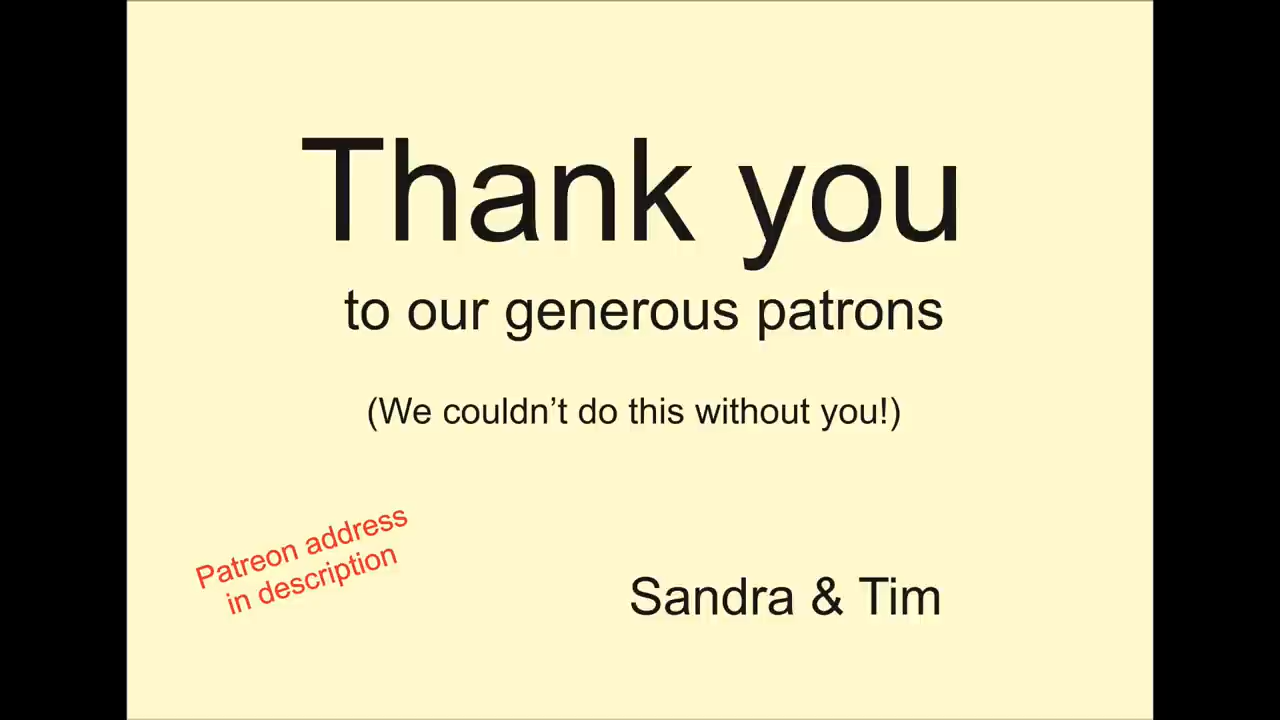 Thank you
to our generous patrons
(We couldn’t do this without you!)
Patreon address
in description
Sandra & Tim